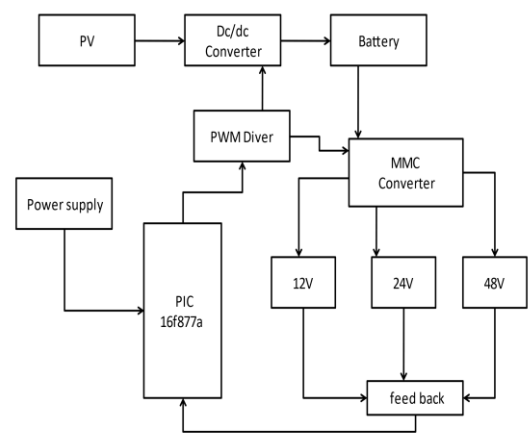 PV
Dc/dc
Converter
Battery
PWM Diver
MMC
Converter
Power supply
PIC
16f877a
12V
24V
48V
feed back